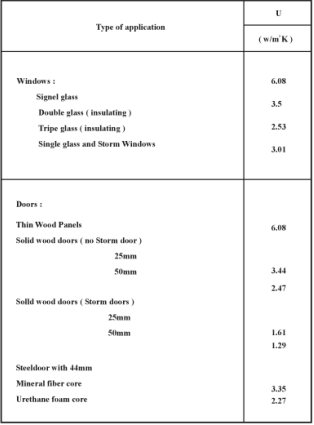 Type of application
U
( w/m²K )
Windows :
6.08
Signel glass
3.5
Double glass ( insulating )
Tripe glass ( insulating )
2.53
Single glass and Storm Windows
3.01
Doors :
Thin Wood Panels
6.08
Solid wood doors ( no Storm door )
25mm
50mm
3.44
2.47
Solld wood doors ( Storm doors )
25mm
50mm
1.61
1.29
Steeldoor with 44mm
Mineral fiber core
3.35
Urethane foam core
2.27